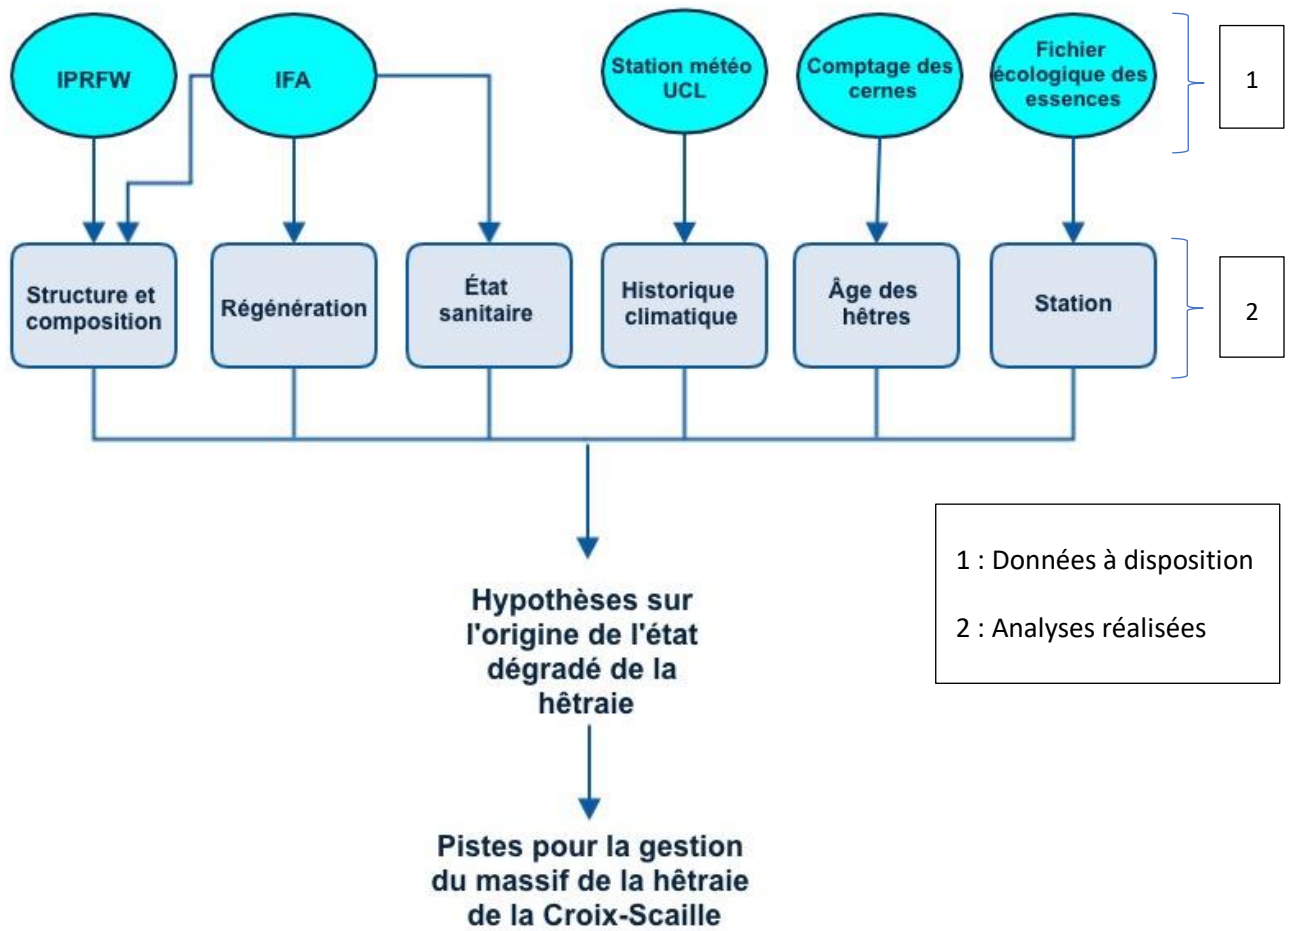 IPRFW
IFA
Station météo
UCL
Comptage des
cernes
Fichier
écologique des
essences
1
Structure et
composition
Régénération
État
sanitaire
Historique
climatique
Âge des
hêtres
Station
2
Hypothèses sur
l'origine de l'état
dégradé de la
hêtraie
1 : Données à disposition
2 : Analyses réalisées
Pistes pour la gestion
du massif de la hêtraie
de la Croix-Scaille